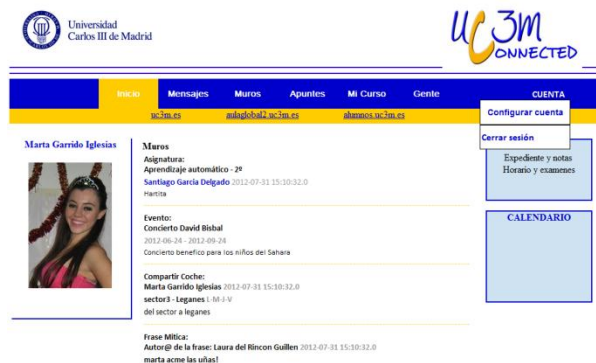 Universidad
Carlos III de Madrid
UC3M
CONNECTED
Inicio Mensajes Muros Apuntes Mi Curso Gente CUENTA
uc3m.es aulaglobal2.uc3m.es alumnos.uc3m.es
Configurar cuenta
Cerrar sesión
Marta Garrido Iglesias
Muros
Asignatura:
Aprendizaje automático - 2º
Santiago Garcia Delgado 2012-07-31 15:10:32.0
Hartita
Evento:
Concierto David Bisbal
2012-06-24 - 2012-09-24
Concierto benefico para los niños del Sahara
Compartir Coche:
Marta Garrido Iglesias 2012-07-31 15:10:32.0
sector3 - Leganes L-M-J-V
del sector a leganes
Frase Mitica:
Autor@ de la frase: Laura del Rincon Guillen 2012-07-31 15:10:32.0
marta acme las uñas!
Expediente y notas
Horario y examenes
CALENDARIO